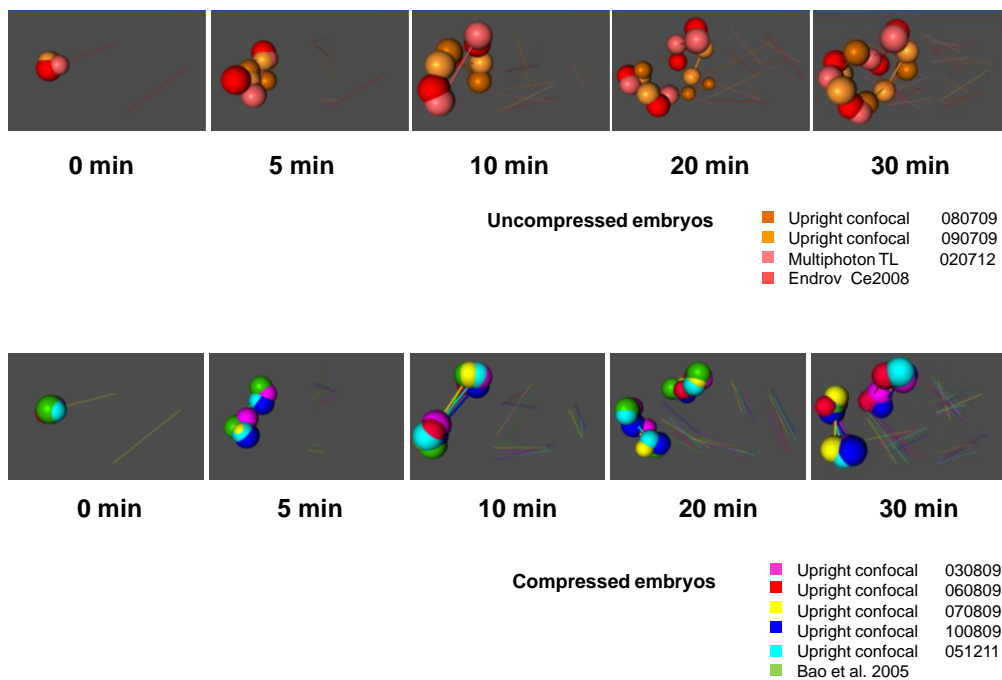 0 min 5 min 10 min 20 min 30 min
Uncompressed embryos
Upright confocal 080709
Upright confocal 090709
Multiphoton TL 020712
Endrov Ce2008
0 min 5 min 10 min 20 min 30 min
Compressed embryos
Upright confocal 030809
Upright confocal 060809
Upright confocal 070809
Upright confocal 100809
Upright confocal 051211
Bao et al. 2005